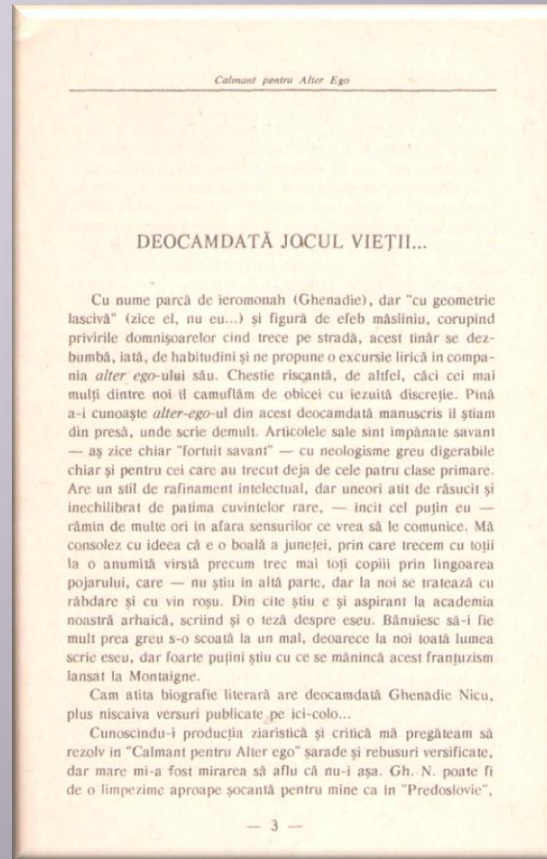 Calmant pentru Alter Ego
DEOCAMDATĂ JOCUL VIEȚII...
Cu nume parcă de ieromonah (Ghenadie), dar "cu geometrie
lascivă" (zice el, nu eu...) și figură de efeb măsliniu, corupînd
privirile domnișoarelor cînd trece pe stradă, acest tînăr se dez-
bumbă, iată, de habitudini și ne propune o excursie lirică în compa-
nia alter ego-ului său. Chestie riscantă, de altfel, căci cei mai
mulți dintre noi îl camuflăm de obicei cu iezuită discreție. Pînă
a-i cunoaște alter-ego-ul din acest deocamdată manuscris îl știam
din presă, unde scrie demult. Articolele sale sînt împănate savant
— aș zice chiar "fortuit savant" — cu neologisme greu digerabile
chiar și pentru cei care au trecut deja de cele patru clase primare.
Are un stil de rafinament intelectual, dar uneori atît de răsucit și
inechilibrat de patima cuvintelor rare, — încît cel puțin eu —
rămîn de multe ori în afara sensurilor ce vrea să le comunice. Mă
consolez cu ideea că e o boală a juneței, prin care trecem cu toții
la o anumită vîrstă precum trec mai toți copiii prin lingoarea
pojarului, care — nu știu în altă parte, dar la noi se tratează cu
răbdare și cu vin roșu. Din cîte știu e și aspirant la academia
noastră arhaică, scriind și o teză despre eseu. Bănuiesc să-i fie
mult prea greu s-o scoată la un mal, deoarece la noi toată lumea
scrie eseu, dar foarte puțini știu cu ce se mănîncă acest franțuzism
lansat la Montaigne.
Cam atîta biografie literară are deocamdată Ghenadie Nicu,
plus niscaiva versuri publicate pe ici-colo...
Cunoscîndu-i producția ziaristică și critică mă pregăteam să
rezolv în "Calmant pentru Alter ego" șarade și rebusuri versificate,
dar mare mi-a fost mirarea să aflu că nu-i așa. Gh. N. poate fi
de o limpezime aproape șocantă pentru mine ca în "Predoslovie",
— 3 —